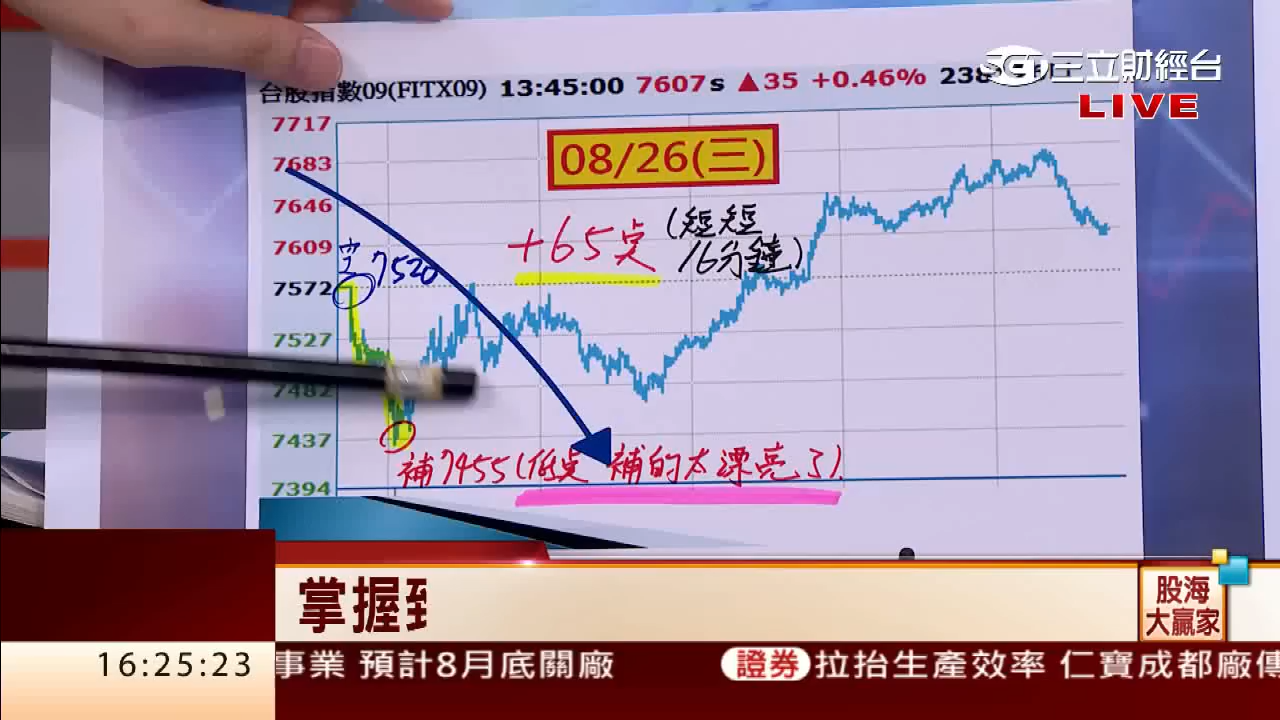 三立財經台
LIVE
台股指數09(FITX09) 13:45:00 7607s ▲35 +0.46%
7717
7683
7646
7609
7572
7527
7482
7437
7394
08/26(三)
+65点
(短短
16分鐘)
空7520
補7455(低点 補的太漂亮了)
掌握
股海
大贏家
16:25:23
事業 預計8月底關廠
證券 拉抬生產效率 仁寶成都廠傳